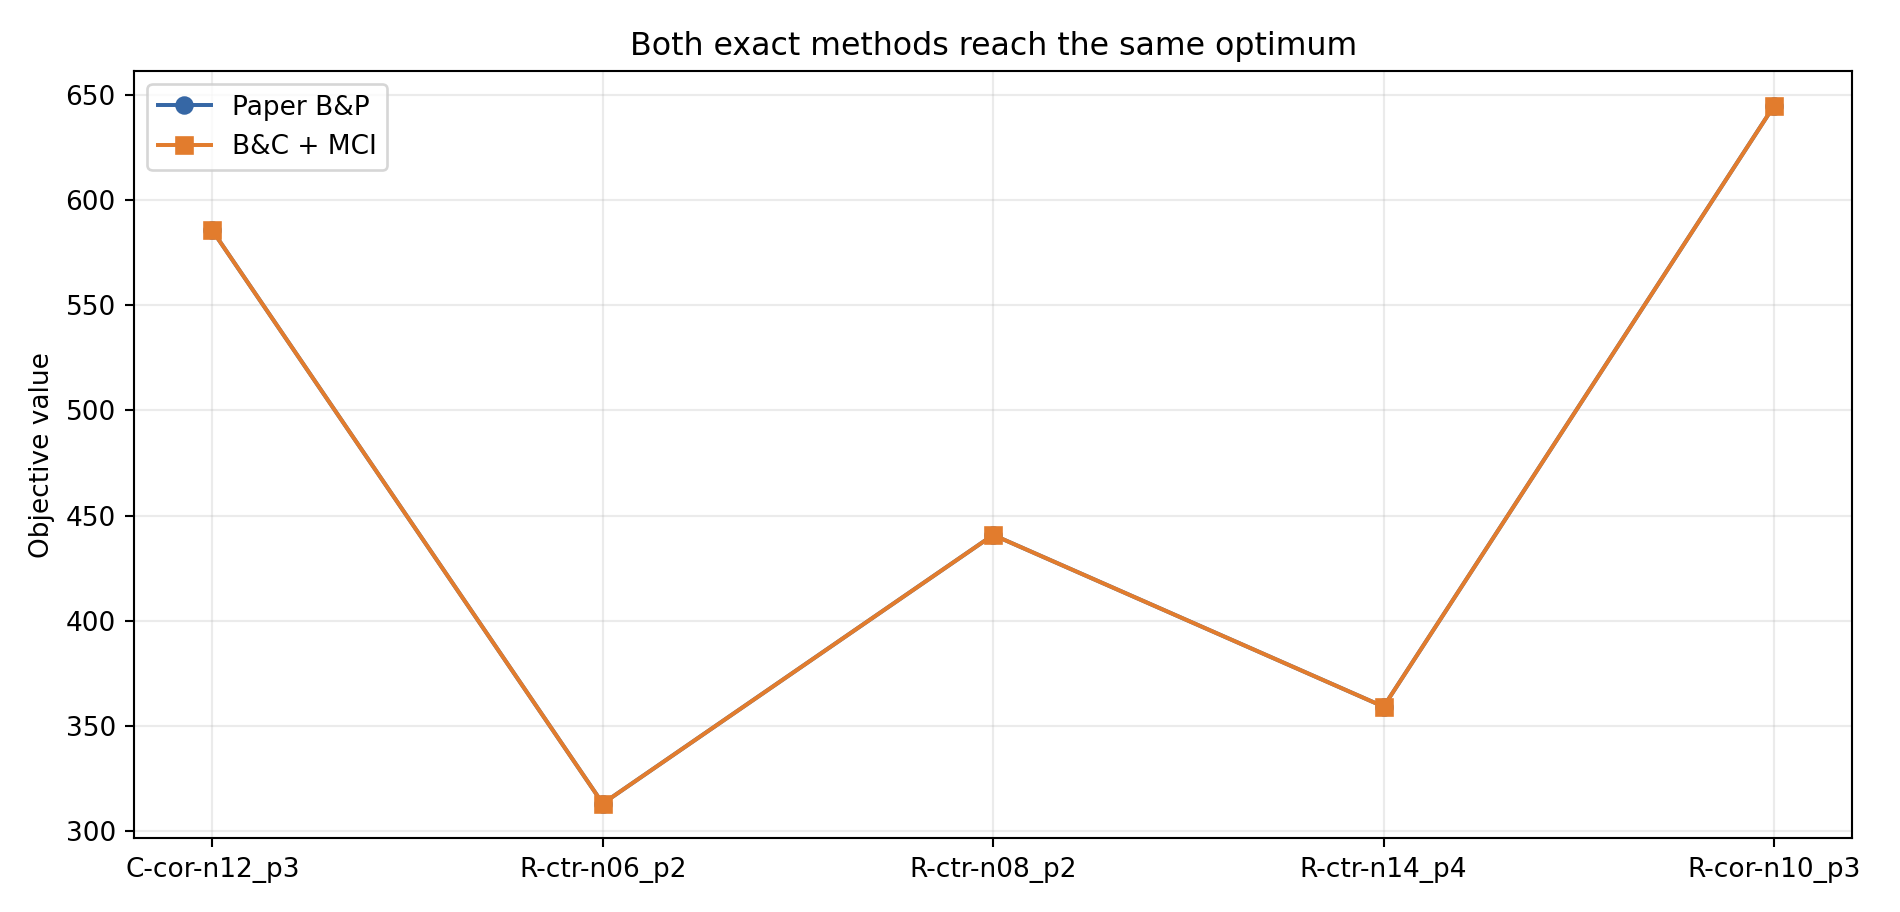 Both exact methods reach the same optimum
Paper B&P
B&C + MCI
Objective value
650
600
550
500
450
400
350
300
C-cor-n12_p3
R-ctr-n06_p2
R-ctr-n08_p2
R-ctr-n14_p4
R-cor-n10_p3